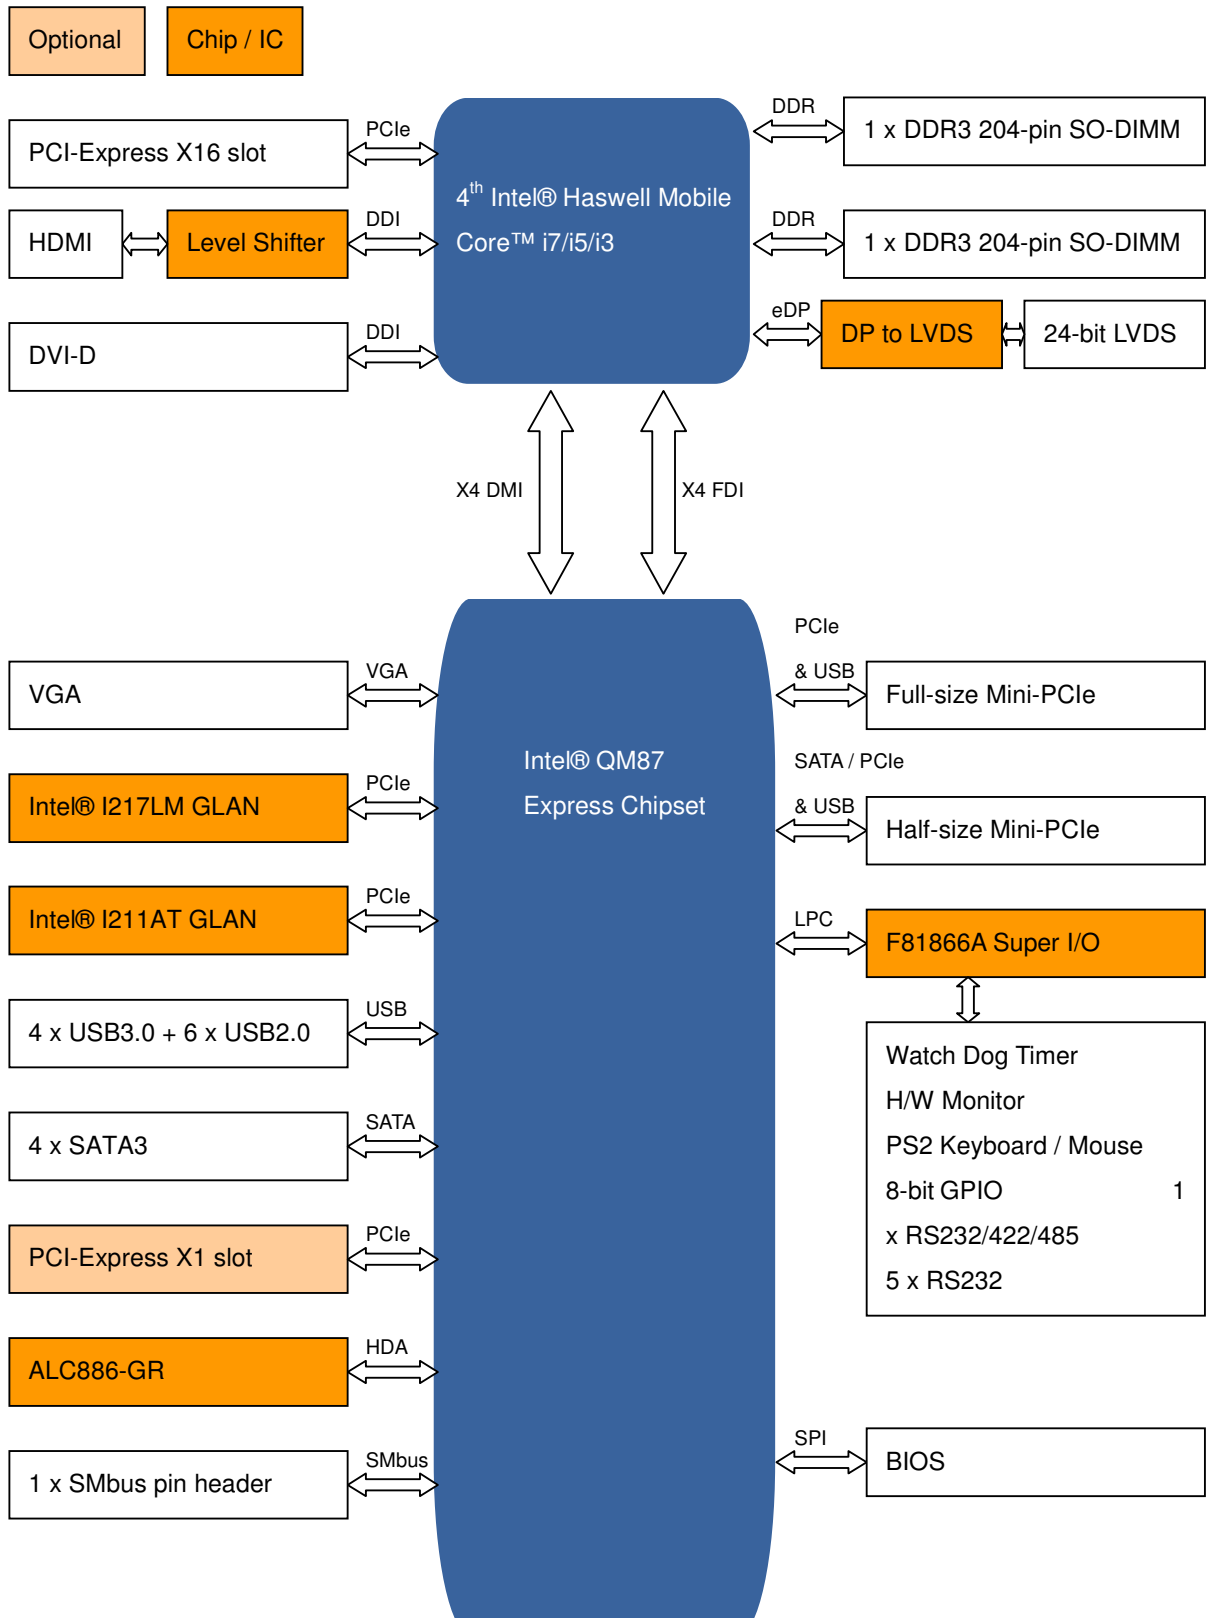 Optional
Chip / IC
PCI-Express X16 slot
PCIe
HDMI
Level Shifter
DDI
DVI-D
DDI
4th Intel® Haswell Mobile
Core™ i7/i5/i3
DDR
1 x DDR3 204-pin SO-DIMM
DDR
1 x DDR3 204-pin SO-DIMM
eDP
DP to LVDS
24-bit LVDS
X4 DMI
X4 FDI
VGA
VGA
Intel® I217LM GLAN
PCIe
Intel® I211AT GLAN
PCIe
4 x USB3.0 + 6 x USB2.0
USB
4 x SATA3
SATA
PCI-Express X1 slot
PCIe
ALC886-GR
HDA
1 x SMbus pin header
SMbus
Intel® QM87
Express Chipset
PCIe
& USB
Full-size Mini-PCIe
SATA / PCIe
& USB
Half-size Mini-PCIe
LPC
F81866A Super I/O
Watch Dog Timer
H/W Monitor
PS2 Keyboard / Mouse
8-bit GPIO 1
x RS232/422/485
5 x RS232
SPI
BIOS